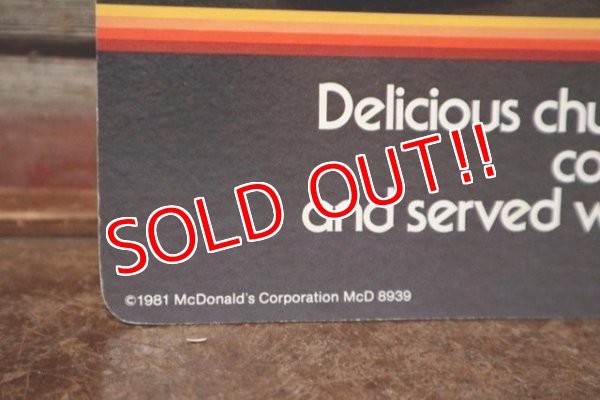 Delicious chu
co
and served w
SOLD OUT!!
©1981 McDonald's Corporation McD 8939